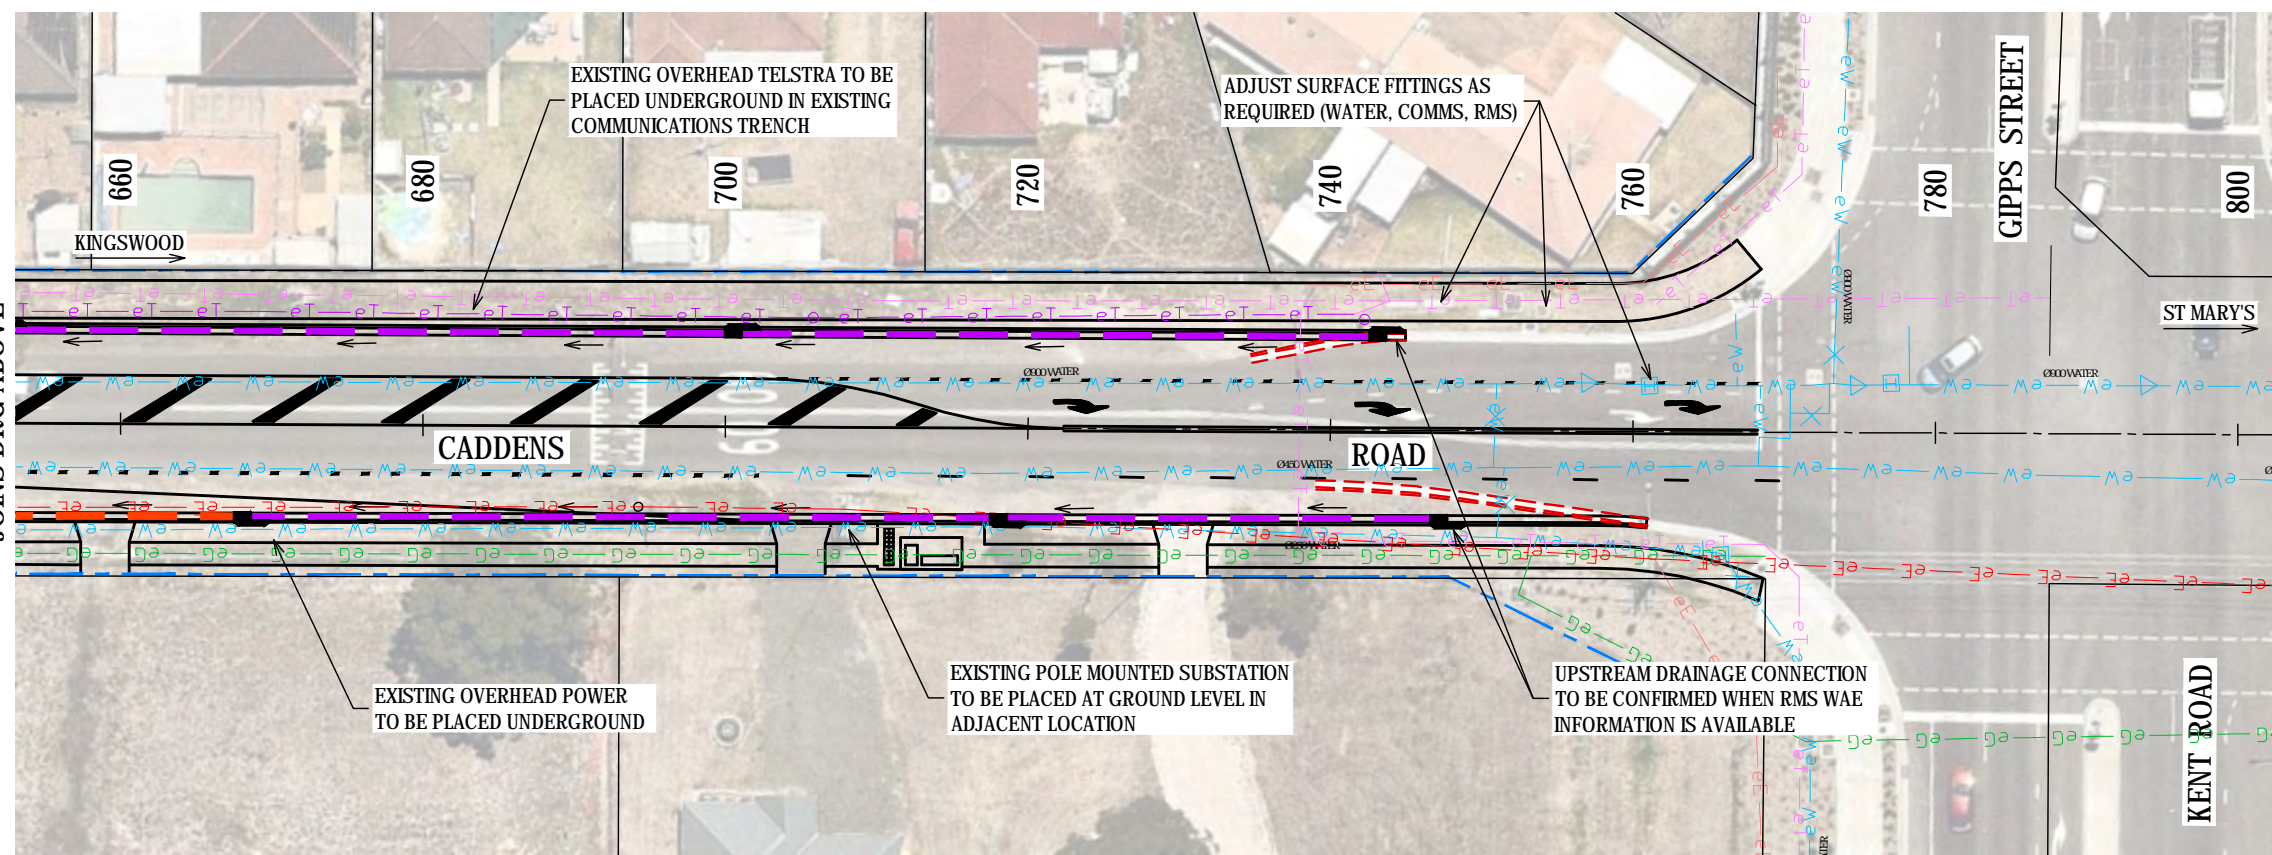 EXISTING OVERHEAD TELSTRA TO BE
PLACED UNDERGROUND IN EXISTING
COMMUNICATIONS TRENCH
ADJUST SURFACE FITTINGS AS
REQUIRED (WATER, COMMS, RMS)
GIPPS STREET
660
680
700
720
740
760
780
800
KINGSWOOD
ST MARY'S
Ø900 WATER
Ø900 WATER
CADDENS
ROAD
Ø450 WATER
EXISTING OVERHEAD POWER
TO BE PLACED UNDERGROUND
EXISTING POLE MOUNTED SUBSTATION
TO BE PLACED AT GROUND LEVEL IN
ADJACENT LOCATION
UPSTREAM DRAINAGE CONNECTION
TO BE CONFIRMED WHEN RMS WAE
INFORMATION IS AVAILABLE
KENT ROAD